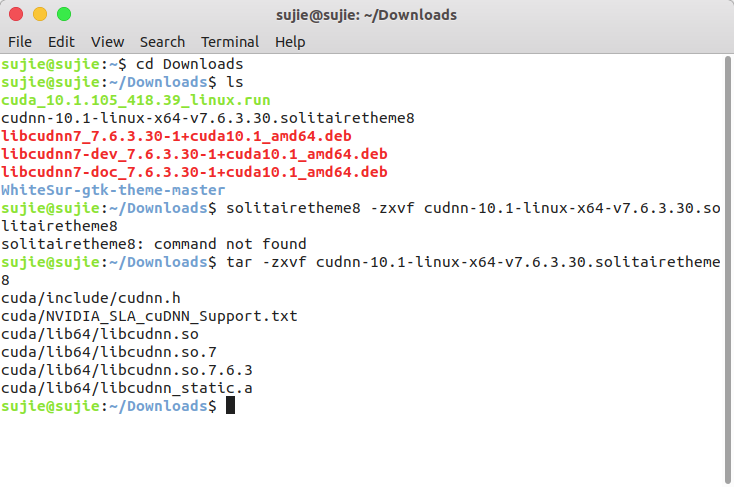 sujie@sujie: ~/Downloads
File Edit View Search Terminal Help
sujie@sujie:~$ cd Downloads
sujie@sujie:~/Downloads$ ls
cuda_10.1.105_418.39_linux.run
cudnn-10.1-linux-x64-v7.6.3.30.solitairetheme8
libcudnn7_7.6.3.30-1+cuda10.1_amd64.deb
libcudnn7-dev_7.6.3.30-1+cuda10.1_amd64.deb
libcudnn7-doc_7.6.3.30-1+cuda10.1_amd64.deb
WhiteSur-gtk-theme-master
sujie@sujie:~/Downloads$ solitairetheme8 -zxvf cudnn-10.1-linux-x64-v7.6.3.30.so
litairetheme8
solitairetheme8: command not found
sujie@sujie:~/Downloads$ tar -zxvf cudnn-10.1-linux-x64-v7.6.3.30.solitairetheme
8
cuda/include/cudnn.h
cuda/NVIDIA_SLA_cuDNN_Support.txt
cuda/lib64/libcudnn.so
cuda/lib64/libcudnn.so.7
cuda/lib64/libcudnn.so.7.6.3
cuda/lib64/libcudnn_static.a
sujie@sujie:~/Downloads$